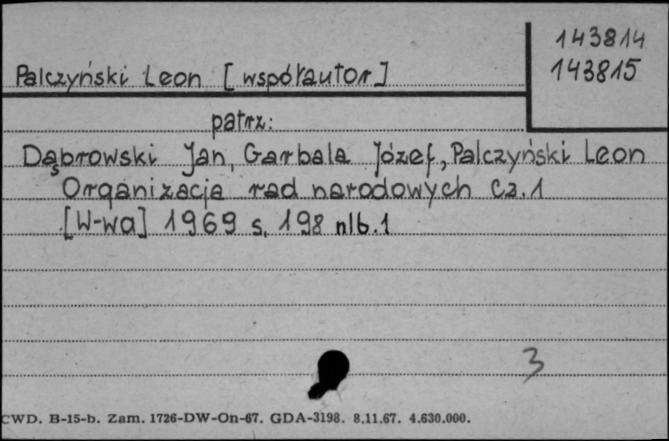 143814
Palczyński Leon [współautor] 143815
patrz:
Dąbrowski Jan, Garbala Józef, Palczyński Leon
Organizacja rad narodowych cz. 1
[W-wa] 1969 s. 198 nlb. 1
3
CWD. B-15-b. Zam. 1726-DW-On-67. GDA-3198. 8.11.67. 4.630.000.